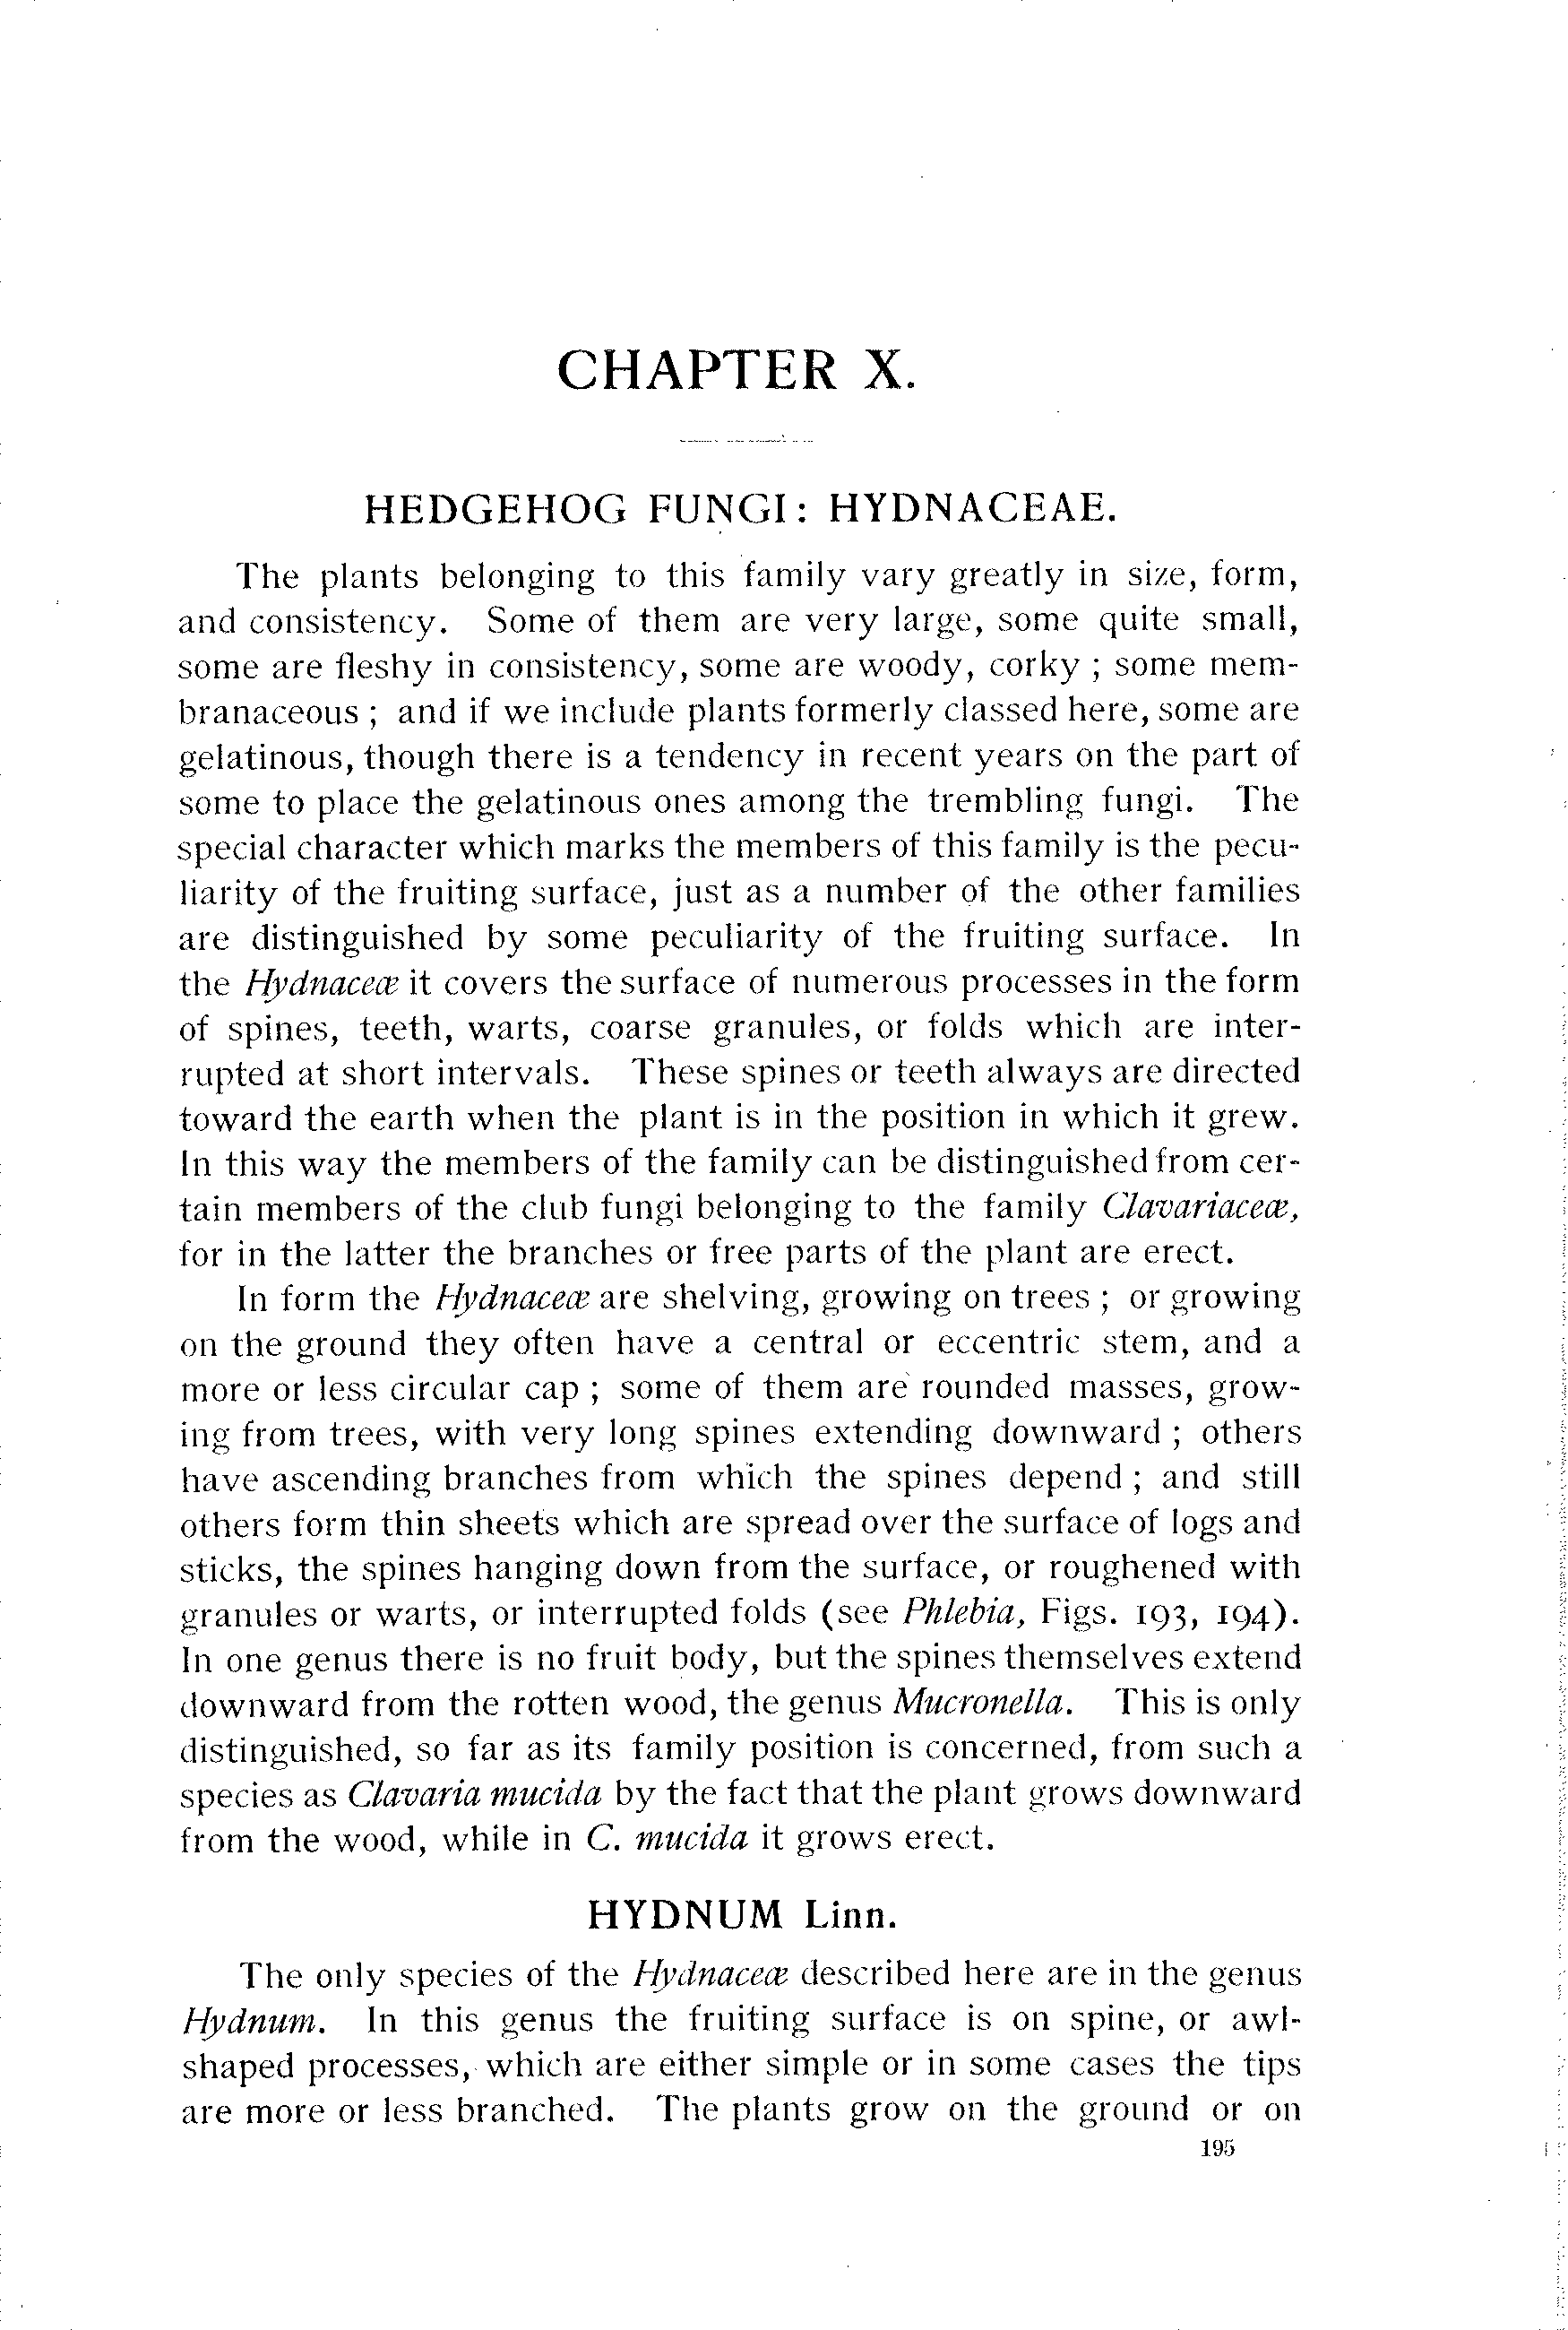 CHAPTER X.
HEDGEHOG FUNGI: HYDNACEAE.
The plants belonging to this family vary greatly in size, form,
and consistency. Some of them are very large, some quite small,
some are fleshy in consistency, some are woody, corky ; some mem-
branaceous ; and if we include plants formerly classed here, some are
gelatinous, though there is a tendency in recent years on the part of
some to place the gelatinous ones among the trembling fungi. The
special character which marks the members of this family is the pecu-
liarity of the fruiting surface, just as a number of the other families
are distinguished by some peculiarity of the fruiting surface. In
the Hydnaceæ it covers the surface of numerous processes in the form
of spines, teeth, warts, coarse granules, or folds which are inter-
rupted at short intervals. These spines or teeth always are directed
toward the earth when the plant is in the position in which it grew.
In this way the members of the family can be distinguished from cer-
tain members of the club fungi belonging to the family Clavariaceæ,
for in the latter the branches or free parts of the plant are erect.
In form the Hydnaceæ are shelving, growing on trees ; or growing
on the ground they often have a central or eccentric stem, and a
more or less circular cap ; some of them are rounded masses, grow-
ing from trees, with very long spines extending downward ; others
have ascending branches from which the spines depend ; and still
others form thin sheets which are spread over the surface of logs and
sticks, the spines hanging down from the surface, or roughened with
granules or warts, or interrupted folds (see Phlebia, Figs. 193, 194).
In one genus there is no fruit body, but the spines themselves extend
downward from the rotten wood, the genus Mucronella. This is only
distinguished, so far as its family position is concerned, from such a
species as Clavaria mucida by the fact that the plant grows downward
from the wood, while in C. mucida it grows erect.
HYDNUM Linn.
The only species of the Hydnaceæ described here are in the genus
Hydnum. In this genus the fruiting surface is on spine, or awl-
shaped processes, which are either simple or in some cases the tips
are more or less branched. The plants grow on the ground or on
195